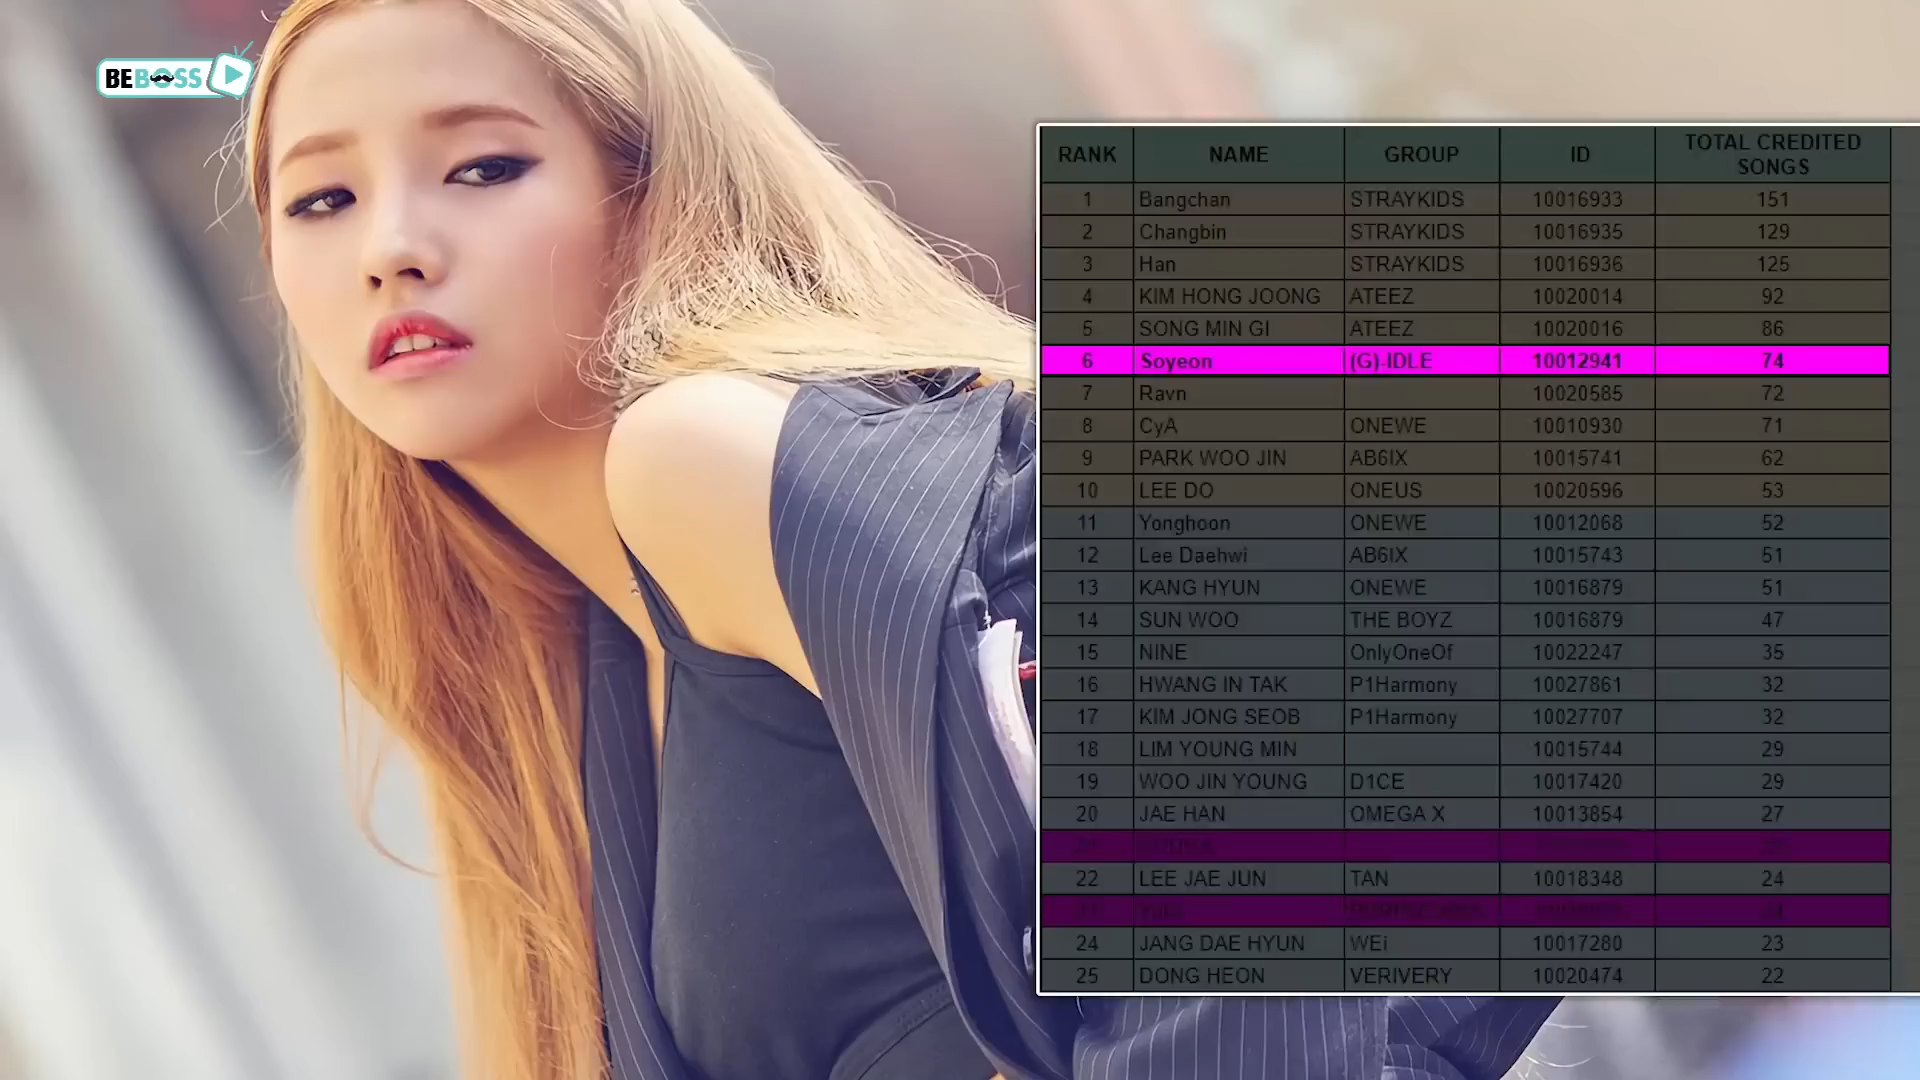 BEBOSS
RANK NAME GROUP ID TOTAL CREDITED SONGS
1 Bangchan STRAYKIDS 10016933 151
2 Changbin STRAYKIDS 10016935 129
3 Han STRAYKIDS 10016936 125
4 KIM HONG JOONG ATEEZ 10020014 92
5 SONG MIN GI ATEEZ 10020016 86
6 Soyeon (G)-IDLE 10012941 74
7 Ravn 10020585 72
8 CyA ONEWE 10010930 71
9 PARK WOO JIN AB6IX 10015741 62
10 LEE DO ONEUS 10020596 53
11 Yonghoon ONEWE 10012068 52
12 Lee Daehwi AB6IX 10015743 51
13 KANG HYUN ONEWE 10016879 51
14 SUN WOO THE BOYZ 10016879 47
15 NINE OnlyOneOf 10022247 35
16 HWANG IN TAK P1Harmony 10027861 32
17 KIM JONG SEOB P1Harmony 10027707 32
18 LIM YOUNG MIN 10015744 29
19 WOO JIN YOUNG D1CE 10017420 29
20 JAE HAN OMEGA X 10013854 27
22 LEE JAE JUN TAN 10018348 24
24 JANG DAE HYUN WEi 10017280 23
25 DONG HEON VERIVERY 10020474 22